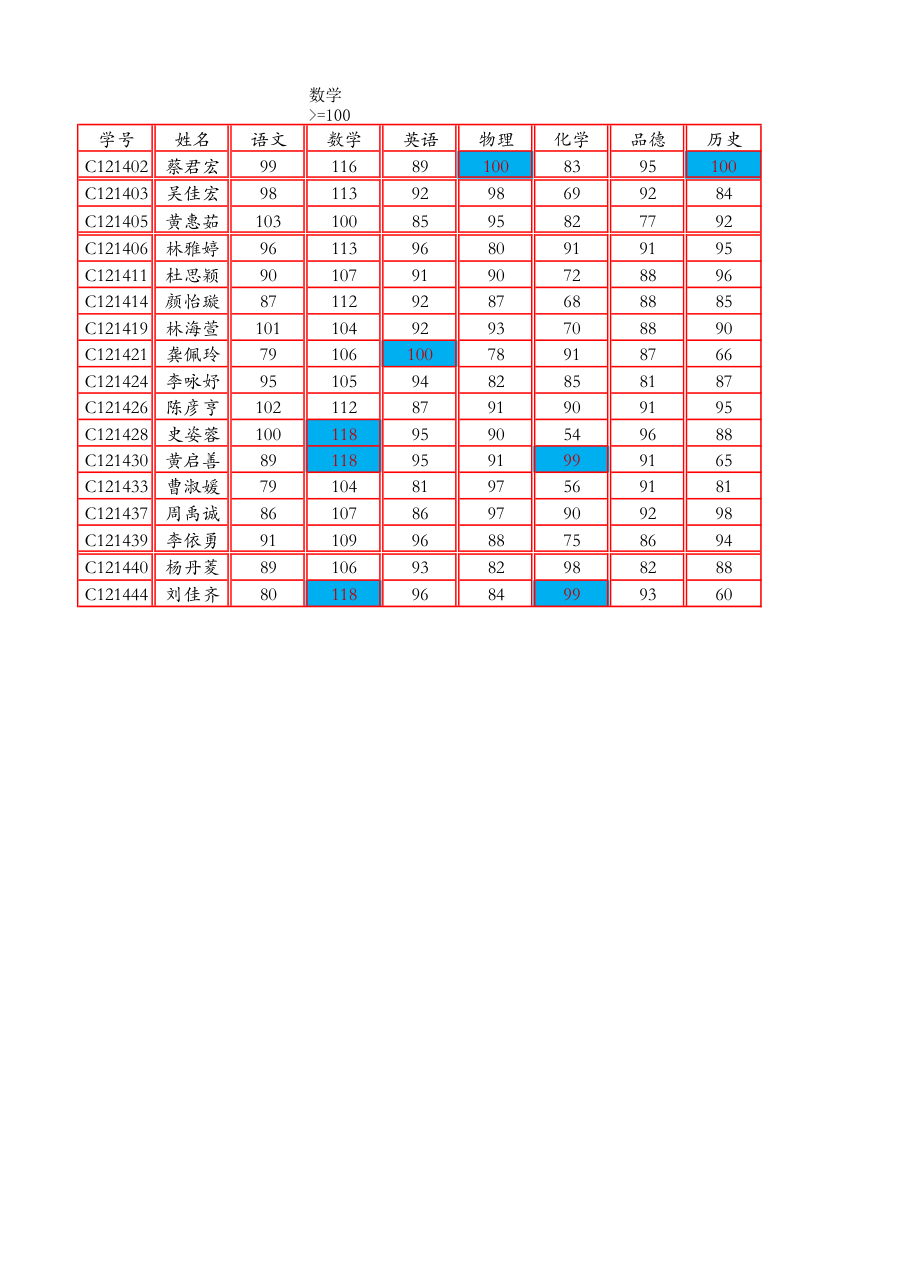 数学
>=100
学号 姓名 语文 数学 英语 物理 化学 品德 历史
C121402 蔡君宏 99 116 89 100 83 95 100
C121403 吴佳宏 98 113 92 98 69 92 84
C121405 黄惠茹 103 100 85 95 82 77 92
C121406 林雅婷 96 113 96 80 91 91 95
C121411 杜思颖 90 107 91 90 72 88 96
C121414 颜怡璇 87 112 92 87 68 88 85
C121419 林海萱 101 104 92 93 70 88 90
C121421 龚佩玲 79 106 100 78 91 87 66
C121424 李咏妤 95 105 94 82 85 81 87
C121426 陈彦亨 102 112 87 91 90 91 95
C121428 史姿蓉 100 118 95 90 54 96 88
C121430 黄启善 89 118 95 91 99 91 65
C121433 曹淑媛 79 104 81 97 56 91 81
C121437 周禹诚 86 107 86 97 90 92 98
C121439 李依勇 91 109 96 88 75 86 94
C121440 杨丹菱 89 106 93 82 98 82 88
C121444 刘佳齐 80 118 96 84 99 93 60